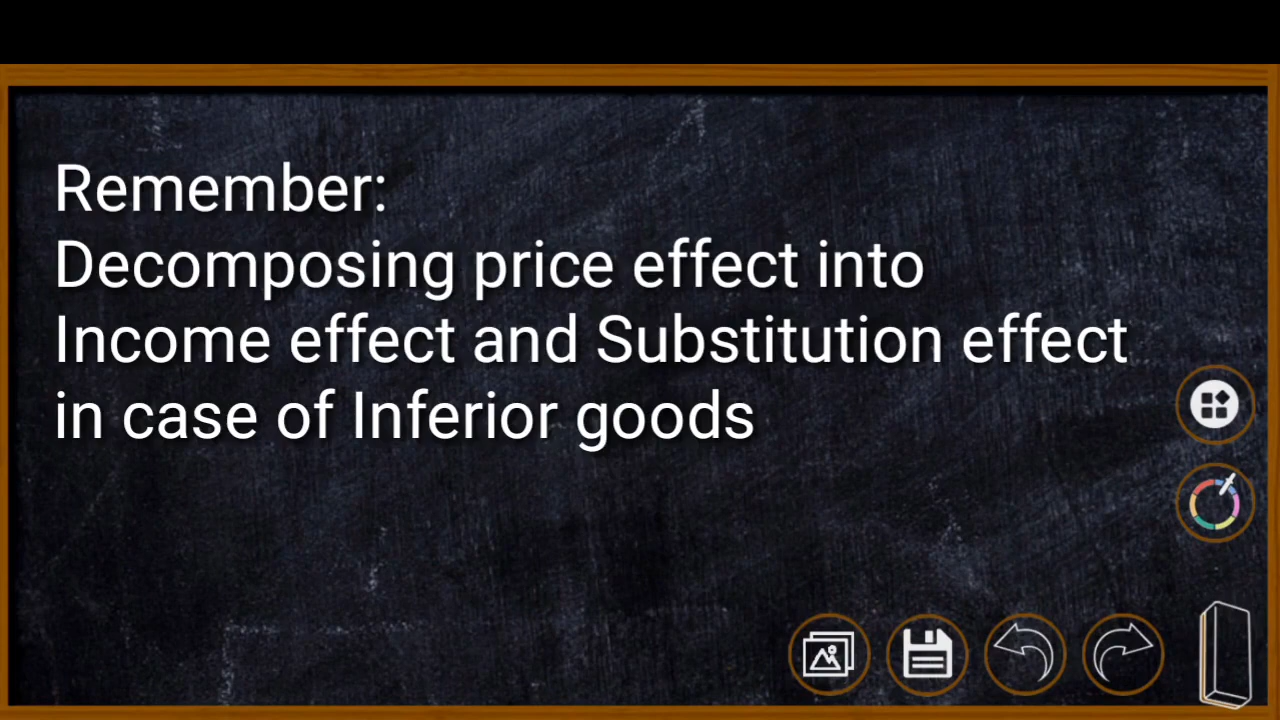 Remember:
Decomposing price effect into
Income effect and Substitution effect
in case of Inferior goods